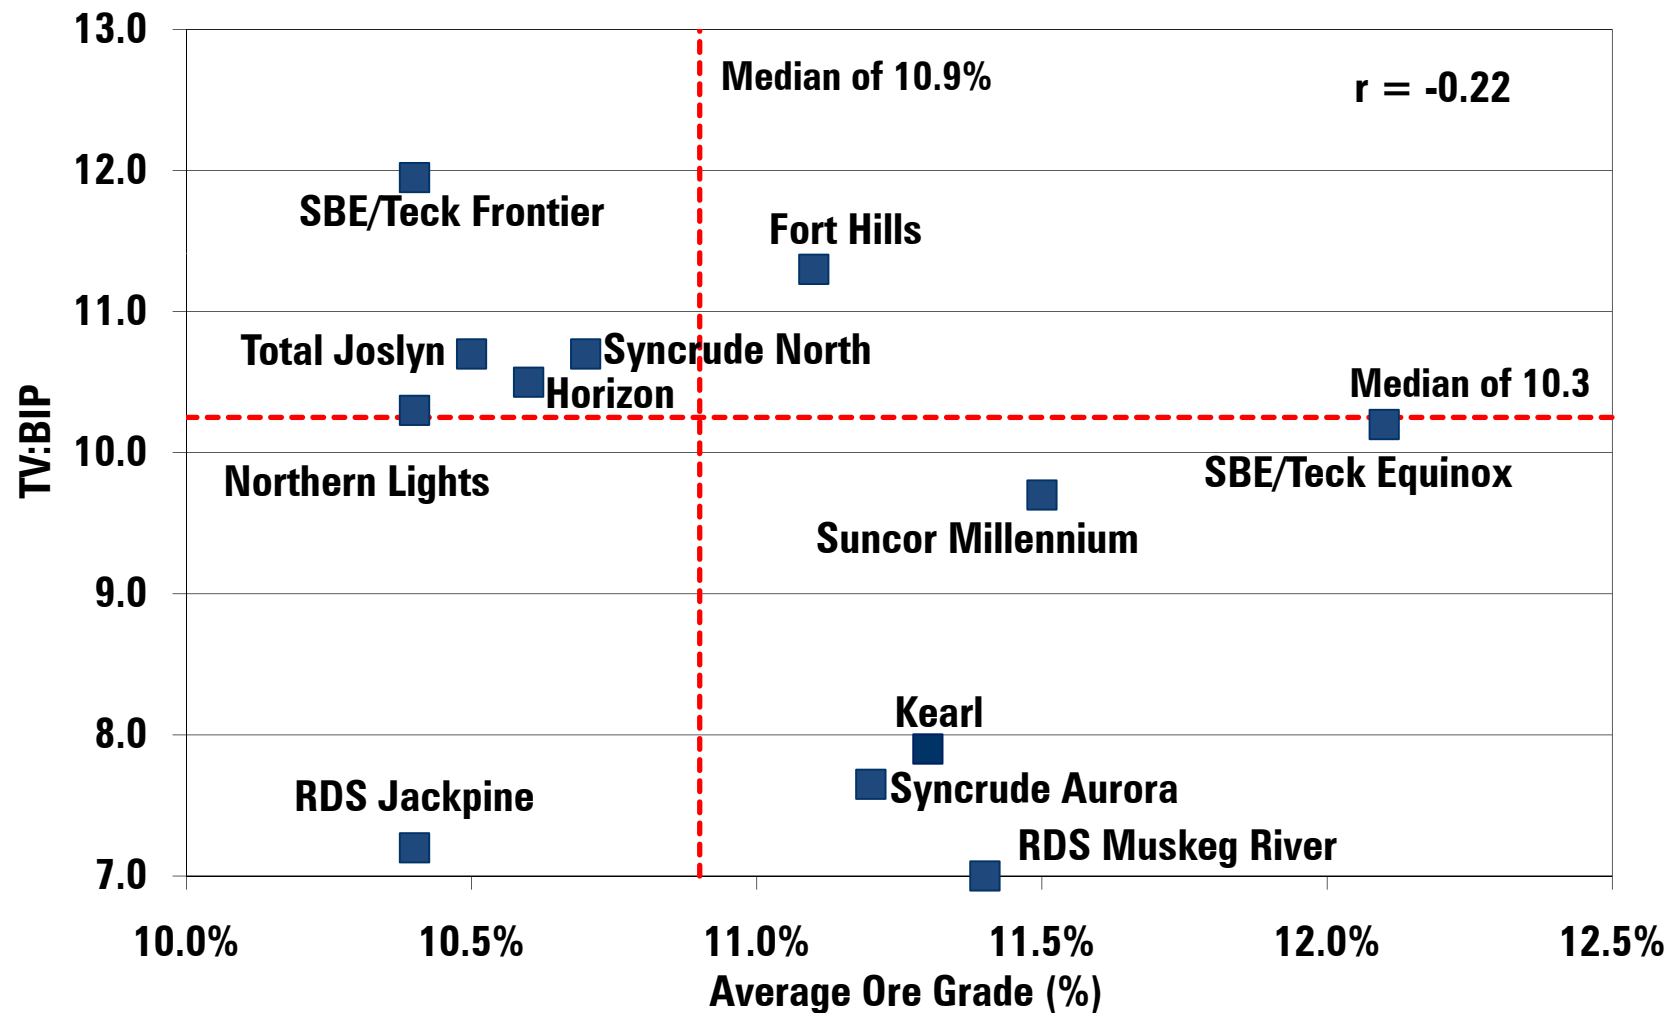 13.0
Median of 10.9%
r = -0.22
12.0
SBE/Teck Frontier
Fort Hills
11.0
Total Joslyn
Syncrude North
Horizon
Median of 10.3
10.0
Northern Lights
SBE/Teck Equinox
Suncor Millennium
9.0
8.0
Kearl
Syncrude Aurora
RDS Jackpine
RDS Muskeg River
7.0
TV:BIP
10.0%
10.5%
11.0%
11.5%
12.0%
12.5%
Average Ore Grade (%)